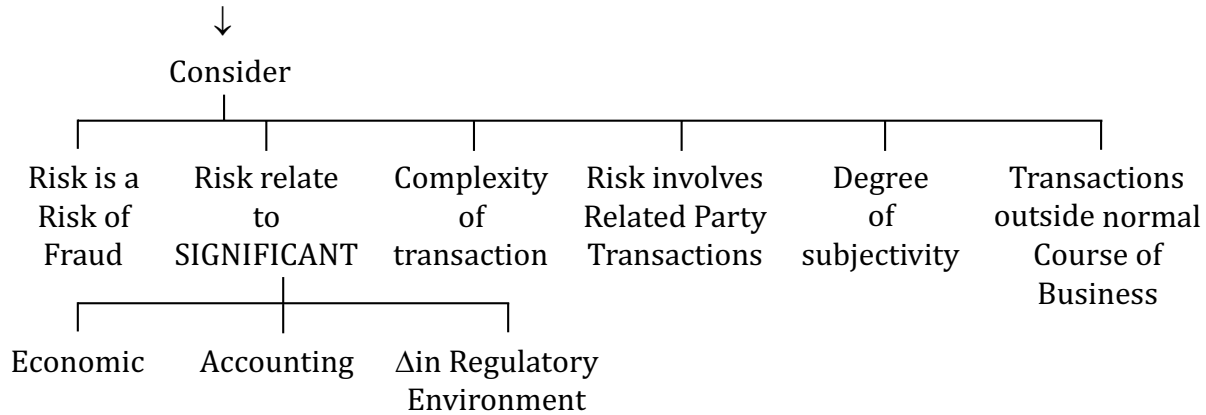 ↓
Consider
Risk is a
Risk of
Fraud
Risk relate
to
SIGNIFICANT
Complexity
of
transaction
Risk involves
Related Party
Transactions
Degree
of
subjectivity
Transactions
outside normal
Course of
Business
Economic
Accounting
Δin Regulatory
Environment